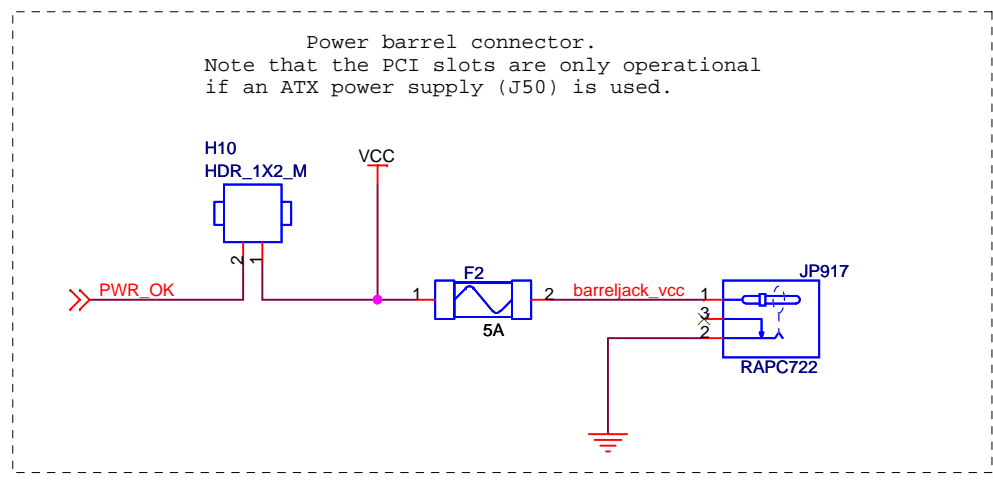 Power barrel connector.
Note that the PCI slots are only operational
if an ATX power supply (J50) is used.
H10
HDR_1X2_M
VCC
2
1
PWR_OK
F2
1
2
5A
barreljack_vcc
JP917
1
3
2
RAPC722